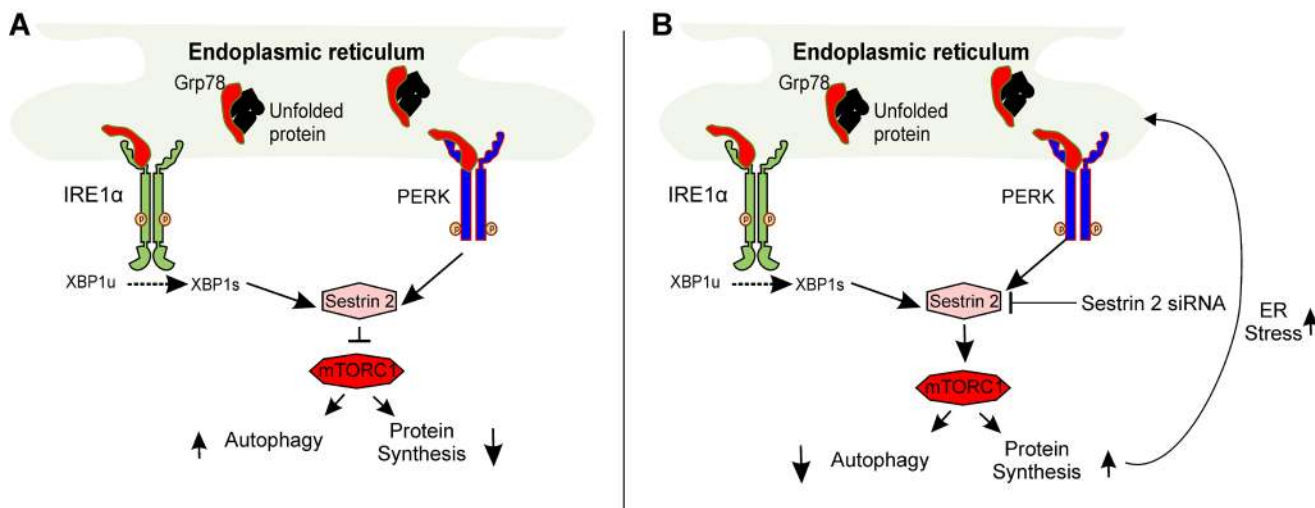 A
Endoplasmic reticulum
Grp78
Unfolded
protein
IRE1α
PERK
P
P
P
P
XBP1u
XBP1s
Sestrin 2
mTORC1
Autophagy
Protein
Synthesis
B
Endoplasmic reticulum
Grp78
Unfolded
protein
IRE1α
PERK
P
P
P
P
XBP1u
XBP1s
Sestrin 2
Sestrin 2 siRNA
ER
Stress
mTORC1
Autophagy
Protein
Synthesis